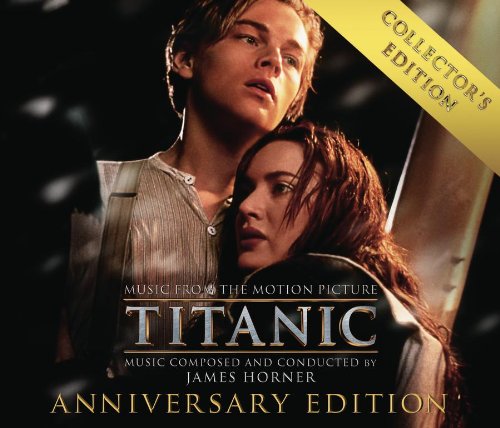 COLLECTOR'S
EDITION
MUSIC FROM THE MOTION PICTURE
TITANIC
MUSIC COMPOSED AND CONDUCTED BY
JAMES HORNER
ANNIVERSARY EDITION